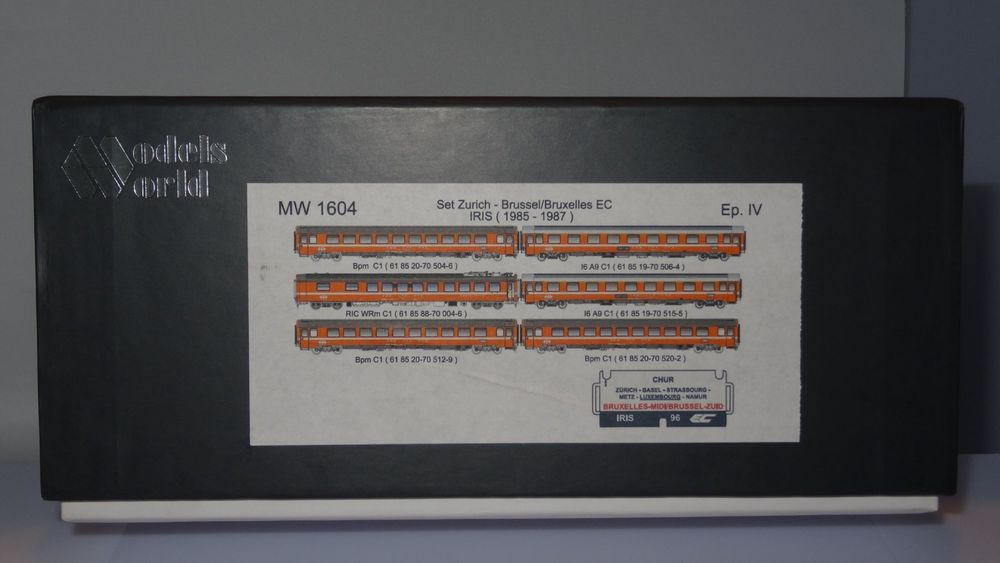 Models
World
MW 1604
Set Zurich - Brussel/Bruxelles EC
IRIS ( 1985 - 1987 )
Ep. IV
Bpm C1 ( 61 85 20-70 504-6 )
I6 A9 C1 ( 61 85 19-70 506-4 )
RIC WRm C1 ( 61 85 88-70 004-6 )
I6 A9 C1 ( 61 85 19-70 515-5 )
Bpm C1 ( 61 85 20-70 512-9 )
Bpm C1 ( 61 85 20-70 520-2 )
CHUR
ZÜRICH - BASEL - STRASBOURG -
METZ - LUXEMBOURG - NAMUR
BRUXELLES-MIDI/BRUSSEL-ZUID
IRIS 96 EC